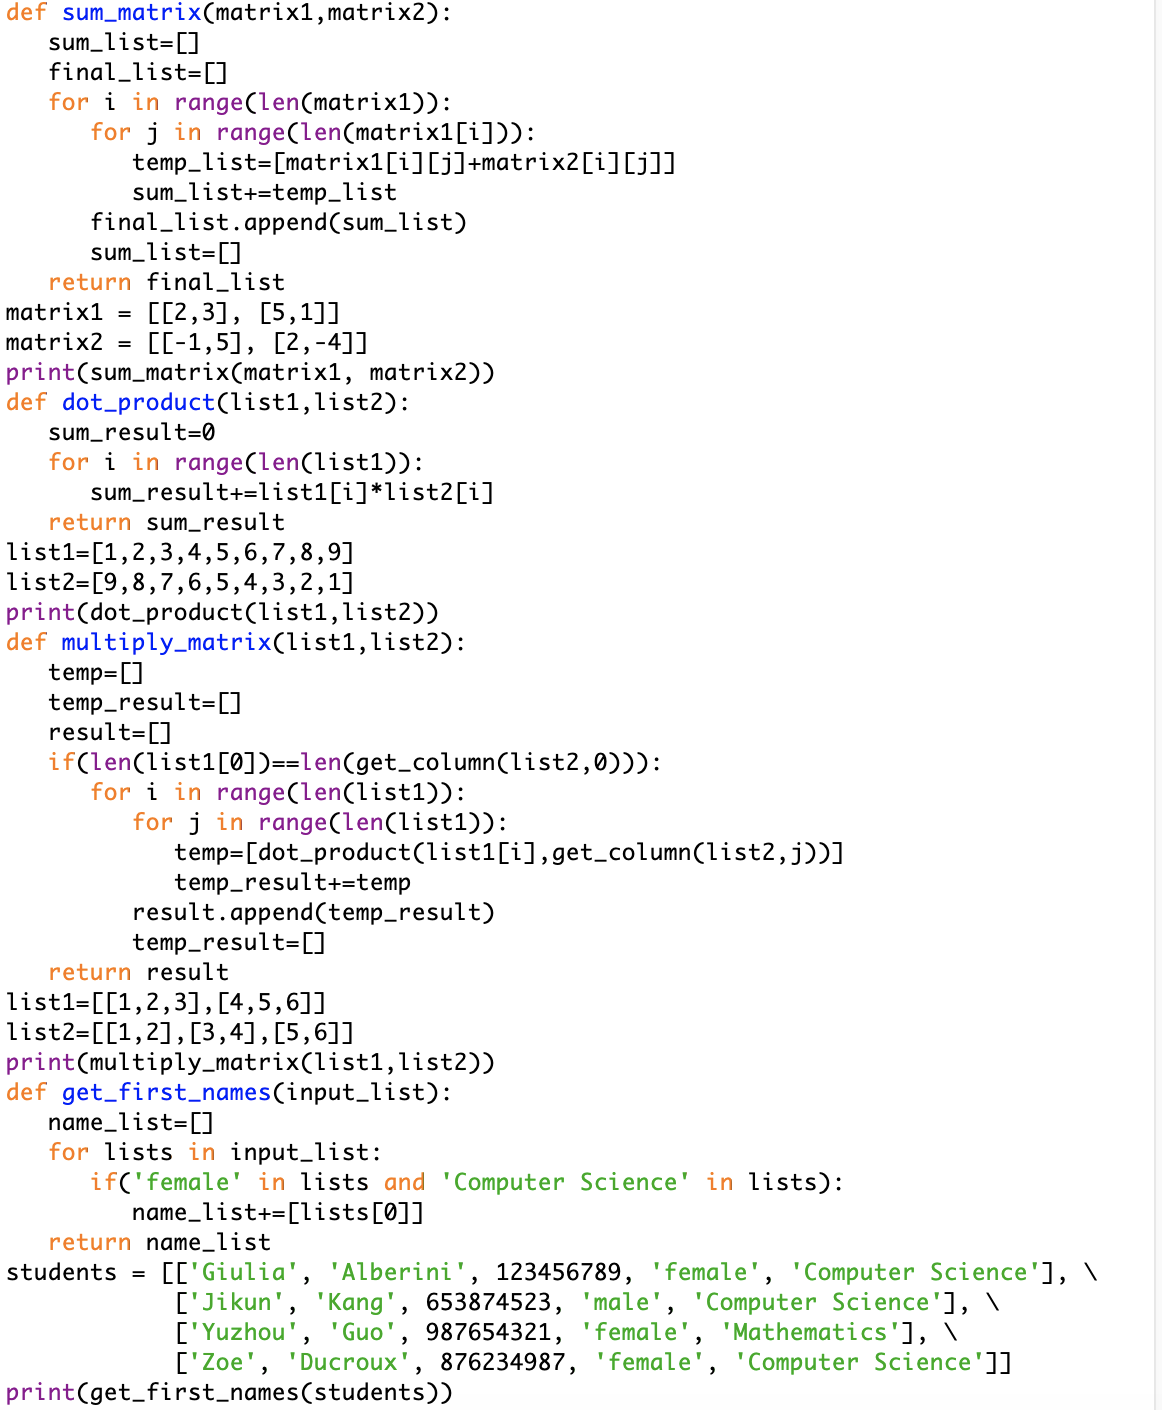 def sum_matrix(matrix1,matrix2):
   sum_list=[]
   final_list=[]
   for i in range(len(matrix1)):
      for j in range(len(matrix1[i])):
         temp_list=[matrix1[i][j]+matrix2[i][j]]
         sum_list+=temp_list
      final_list.append(sum_list)
      sum_list=[]
   return final_list
matrix1 = [[2,3], [5,1]]
matrix2 = [[-1,5], [2,-4]]
print(sum_matrix(matrix1, matrix2))
def dot_product(list1,list2):
   sum_result=0
   for i in range(len(list1)):
      sum_result+=list1[i]*list2[i]
   return sum_result
list1=[1,2,3,4,5,6,7,8,9]
list2=[9,8,7,6,5,4,3,2,1]
print(dot_product(list1,list2))
def multiply_matrix(list1,list2):
   temp=[]
   temp_result=[]
   result=[]
   if(len(list1[0])==len(get_column(list2,0))):
      for i in range(len(list1)):
         for j in range(len(list1)):
            temp=[dot_product(list1[i],get_column(list2,j))]
            temp_result+=temp
         result.append(temp_result)
         temp_result=[]
   return result
list1=[[1,2,3],[4,5,6]]
list2=[[1,2],[3,4],[5,6]]
print(multiply_matrix(list1,list2))
def get_first_names(input_list):
   name_list=[]
   for lists in input_list:
      if('female' in lists and 'Computer Science' in lists):
         name_list+=[lists[0]]
   return name_list
students = [['Giulia', 'Alberini', 123456789, 'female', 'Computer Science'], \
            ['Jikun', 'Kang', 653874523, 'male', 'Computer Science'], \
            ['Yuzhou', 'Guo', 987654321, 'female', 'Mathematics'], \
            ['Zoe', 'Ducroux', 876234987, 'female', 'Computer Science']]
print(get_first_names(students))